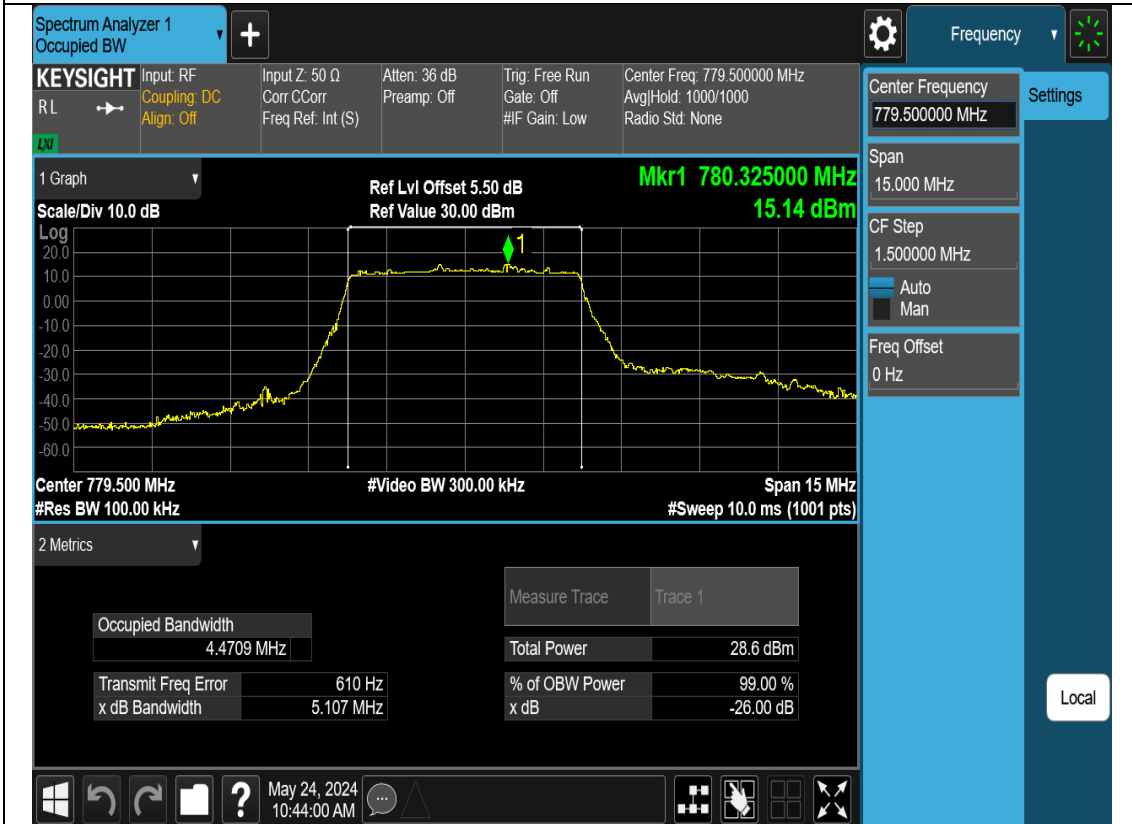 Spectrum Analyzer 1
Occupied BW
Frequency
KEYSIGHT
RL
LXI
Input: RF
Coupling: DC
Align: Off
Input Z: 50 Ω
Corr CCorr
Freq Ref: Int (S)
Atten: 36 dB
Preamp: Off
Trig: Free Run
Gate: Off
#IF Gain: Low
Center Freq: 779.500000 MHz
Avg|Hold: 1000/1000
Radio Std: None
Center Frequency
779.500000 MHz
Settings
Span
15.000 MHz
CF Step
1.500000 MHz
Auto
Man
Freq Offset
0 Hz
Local
1 Graph
Scale/Div 10.0 dB
Ref Lvl Offset 5.50 dB
Ref Value 30.00 dBm
Mkr1 780.325000 MHz
15.14 dBm
Log
1
20.0
10.0
0.00
-10.0
-20.0
-30.0
-40.0
-50.0
-60.0
Center 779.500 MHz
#Video BW 300.00 kHz
Span 15 MHz
#Res BW 100.00 kHz
#Sweep 10.0 ms (1001 pts)
2 Metrics
Measure Trace Trace 1
Occupied Bandwidth
4.4709 MHz
Total Power 28.6 dBm
Transmit Freq Error 610 Hz
% of OBW Power 99.00 %
x dB Bandwidth 5.107 MHz
x dB -26.00 dB
?
May 24, 2024
10:44:00 AM